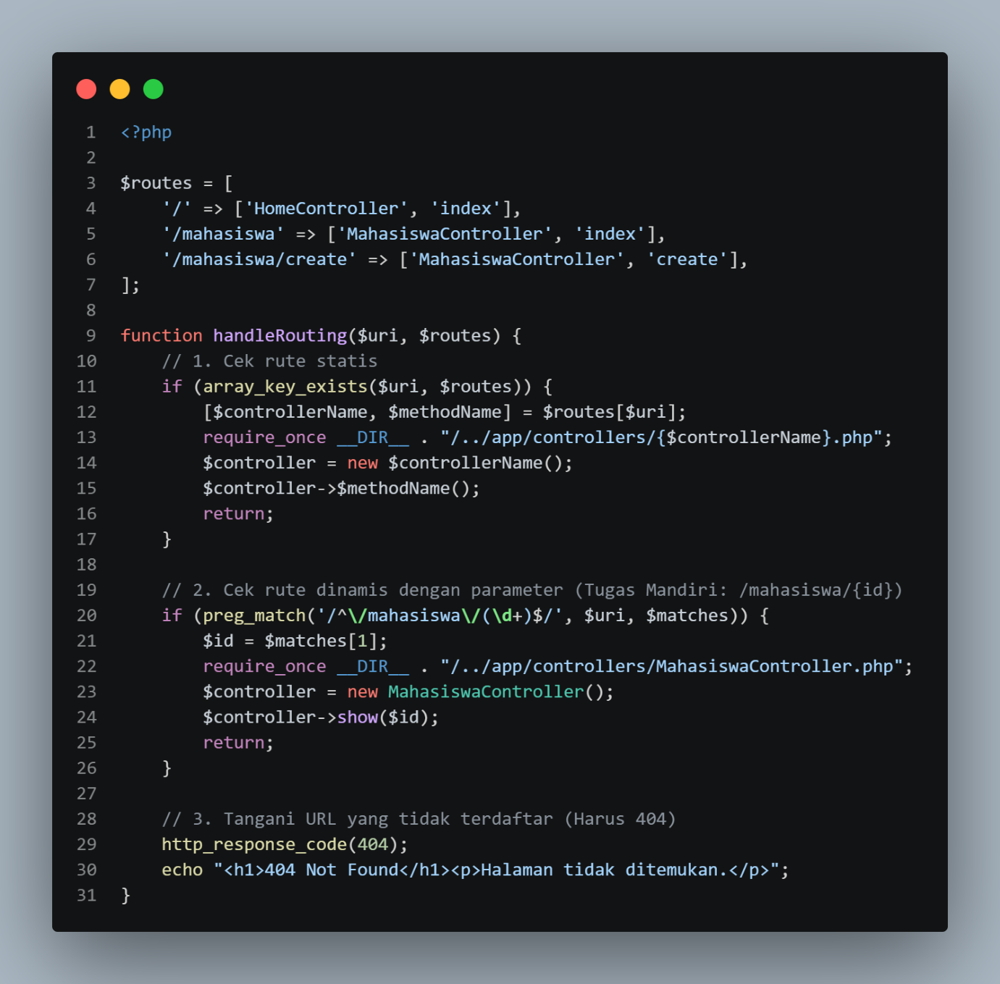 1 <?php
2
3 $routes = [
4     '/' => ['HomeController', 'index'],
5     '/mahasiswa' => ['MahasiswaController', 'index'],
6     '/mahasiswa/create' => ['MahasiswaController', 'create'],
7 ];
8
9 function handleRouting($uri, $routes) {
10     // 1. Cek rute statis
11     if (array_key_exists($uri, $routes)) {
12         [$controllerName, $methodName] = $routes[$uri];
13         require_once __DIR__ . "/../app/controllers/{$controllerName}.php";
14         $controller = new $controllerName();
15         $controller->$methodName();
16         return;
17     }
18
19     // 2. Cek rute dinamis dengan parameter (Tugas Mandiri: /mahasiswa/{id})
20     if (preg_match('/^\/mahasiswa\/(\d+)$/', $uri, $matches)) {
21         $id = $matches[1];
22         require_once __DIR__ . "/../app/controllers/MahasiswaController.php";
23         $controller = new MahasiswaController();
24         $controller->show($id);
25         return;
26     }
27
28     // 3. Tangani URL yang tidak terdaftar (Harus 404)
29     http_response_code(404);
30     echo "<h1>404 Not Found</h1><p>Halaman tidak ditemukan.</p>";
31 }